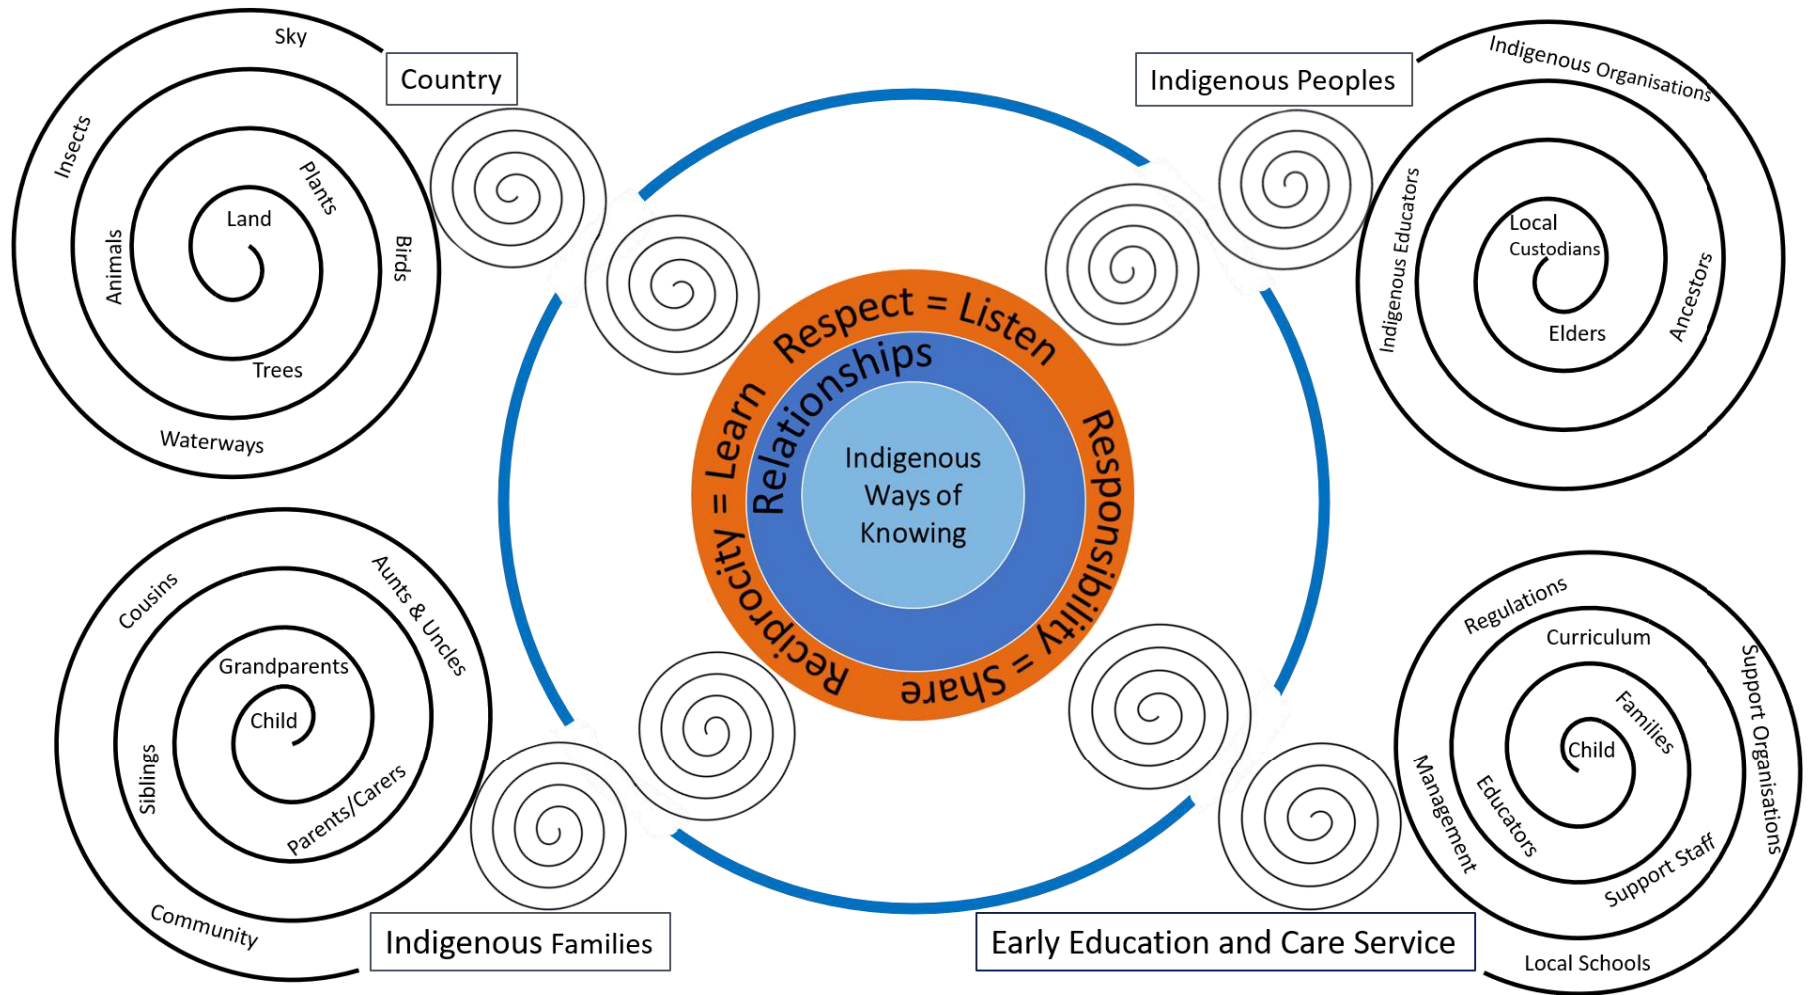 Country
Sky
Insects
Plants
Land
Animals
Birds
Trees
Waterways
Indigenous Peoples
Indigenous Organisations
Indigenous Educators
Local
Custodians
Ancestors
Elders
Respect = Listen
Responsibility = Share
Reciprocity = Learn
Relationships
Indigenous
Ways of
Knowing
Cousins
Aunts & Uncles
Grandparents
Child
Siblings
Parents/Carers
Community
Indigenous Families
Regulations
Curriculum
Families
Child
Support Organisations
Management
Educators
Support Staff
Local Schools
Early Education and Care Service